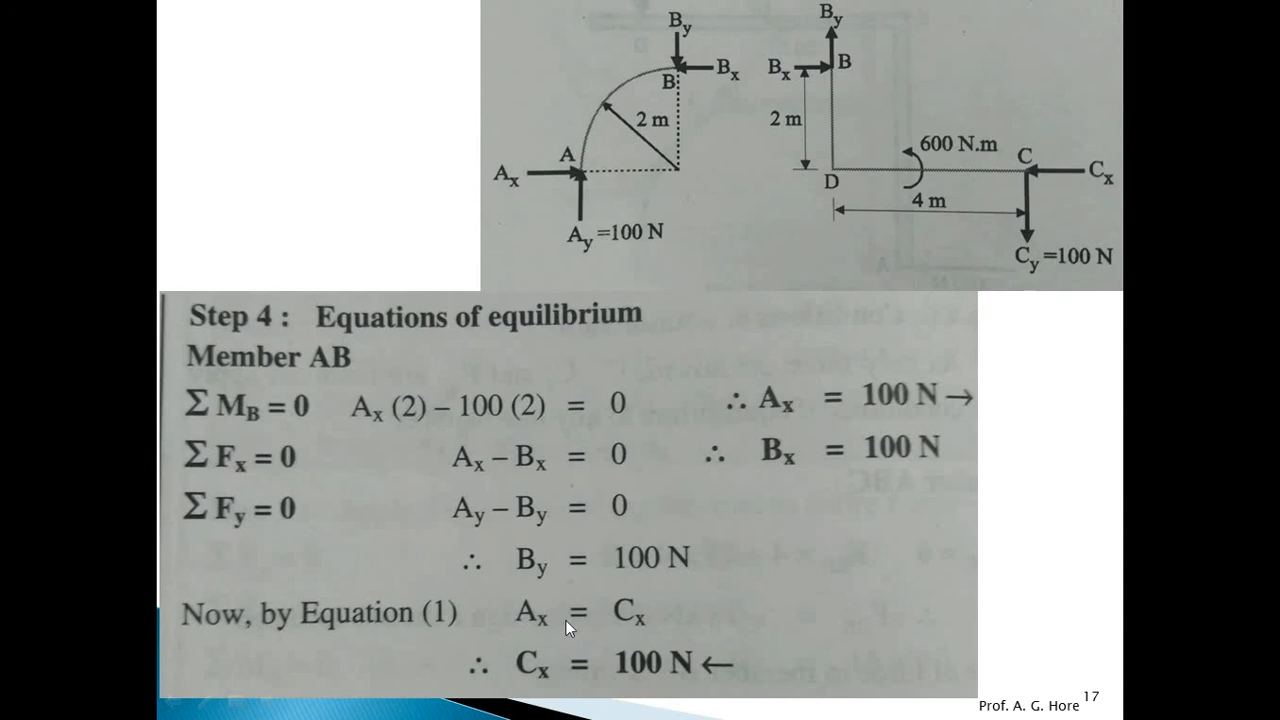 By
By
B
Bx
Bx
B
2 m
2 m
A
600 N.m
C
Ax
Cx
D
4 m
Ay =100 N
Cy =100 N
Step 4 : Equations of equilibrium
Member AB
Σ MB = 0 Ax (2) – 100 (2) = 0 ∴ Ax = 100 N →
Σ Fx = 0 Ax – Bx = 0 ∴ Bx = 100 N
Σ Fy = 0 Ay – By = 0
∴ By = 100 N
Now, by Equation (1) Ax = Cx
∴ Cx = 100 N ←
Prof. A. G. Hore
17